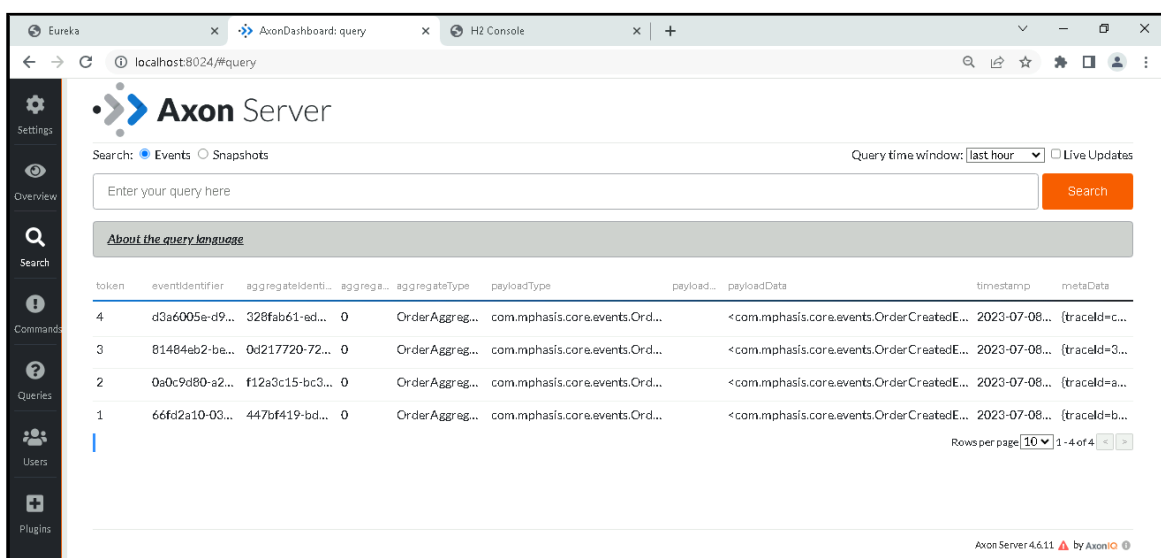 Eureka AxonDashboard: query H2 Console
localhost:8024/#query
Axon Server
Settings
Search: Events Snapshots Query time window: last hour Live Updates
Overview
Enter your query here Search
Search
About the query language
token eventIdentifier aggregateIdenti... aggrega... aggregateType payloadType payload... payloadData timestamp metaData
Commands
4 d3a6005e-d9... 328fab61-ed... 0 OrderAggreg... com.mphasis.core.events.Ord... <com.mphasis.core.events.OrderCreatedE... 2023-07-08... {traceId=c...
3 81484eb2-be... 0d217720-72... 0 OrderAggreg... com.mphasis.core.events.Ord... <com.mphasis.core.events.OrderCreatedE... 2023-07-08... {traceId=3...
Queries
2 0a0c9d80-a2... f12a3c15-bc3... 0 OrderAggreg... com.mphasis.core.events.Ord... <com.mphasis.core.events.OrderCreatedE... 2023-07-08... {traceId=a...
1 66fd2a10-03... 447bf419-bd... 0 OrderAggreg... com.mphasis.core.events.Ord... <com.mphasis.core.events.OrderCreatedE... 2023-07-08... {traceId=b...
Rows per page 10 1 - 4 of 4 < >
Users
Plugins
Axon Server 4.6.11 by AxonIQ